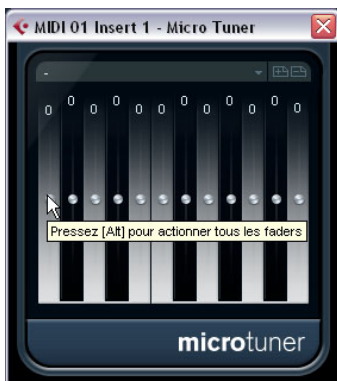 MIDI 01 Insert 1 - Micro Tuner
-
0 0 0 0 0 0 0 0 0 0 0 0
Pressez [Alt] pour actionner tous les faders
microtuner